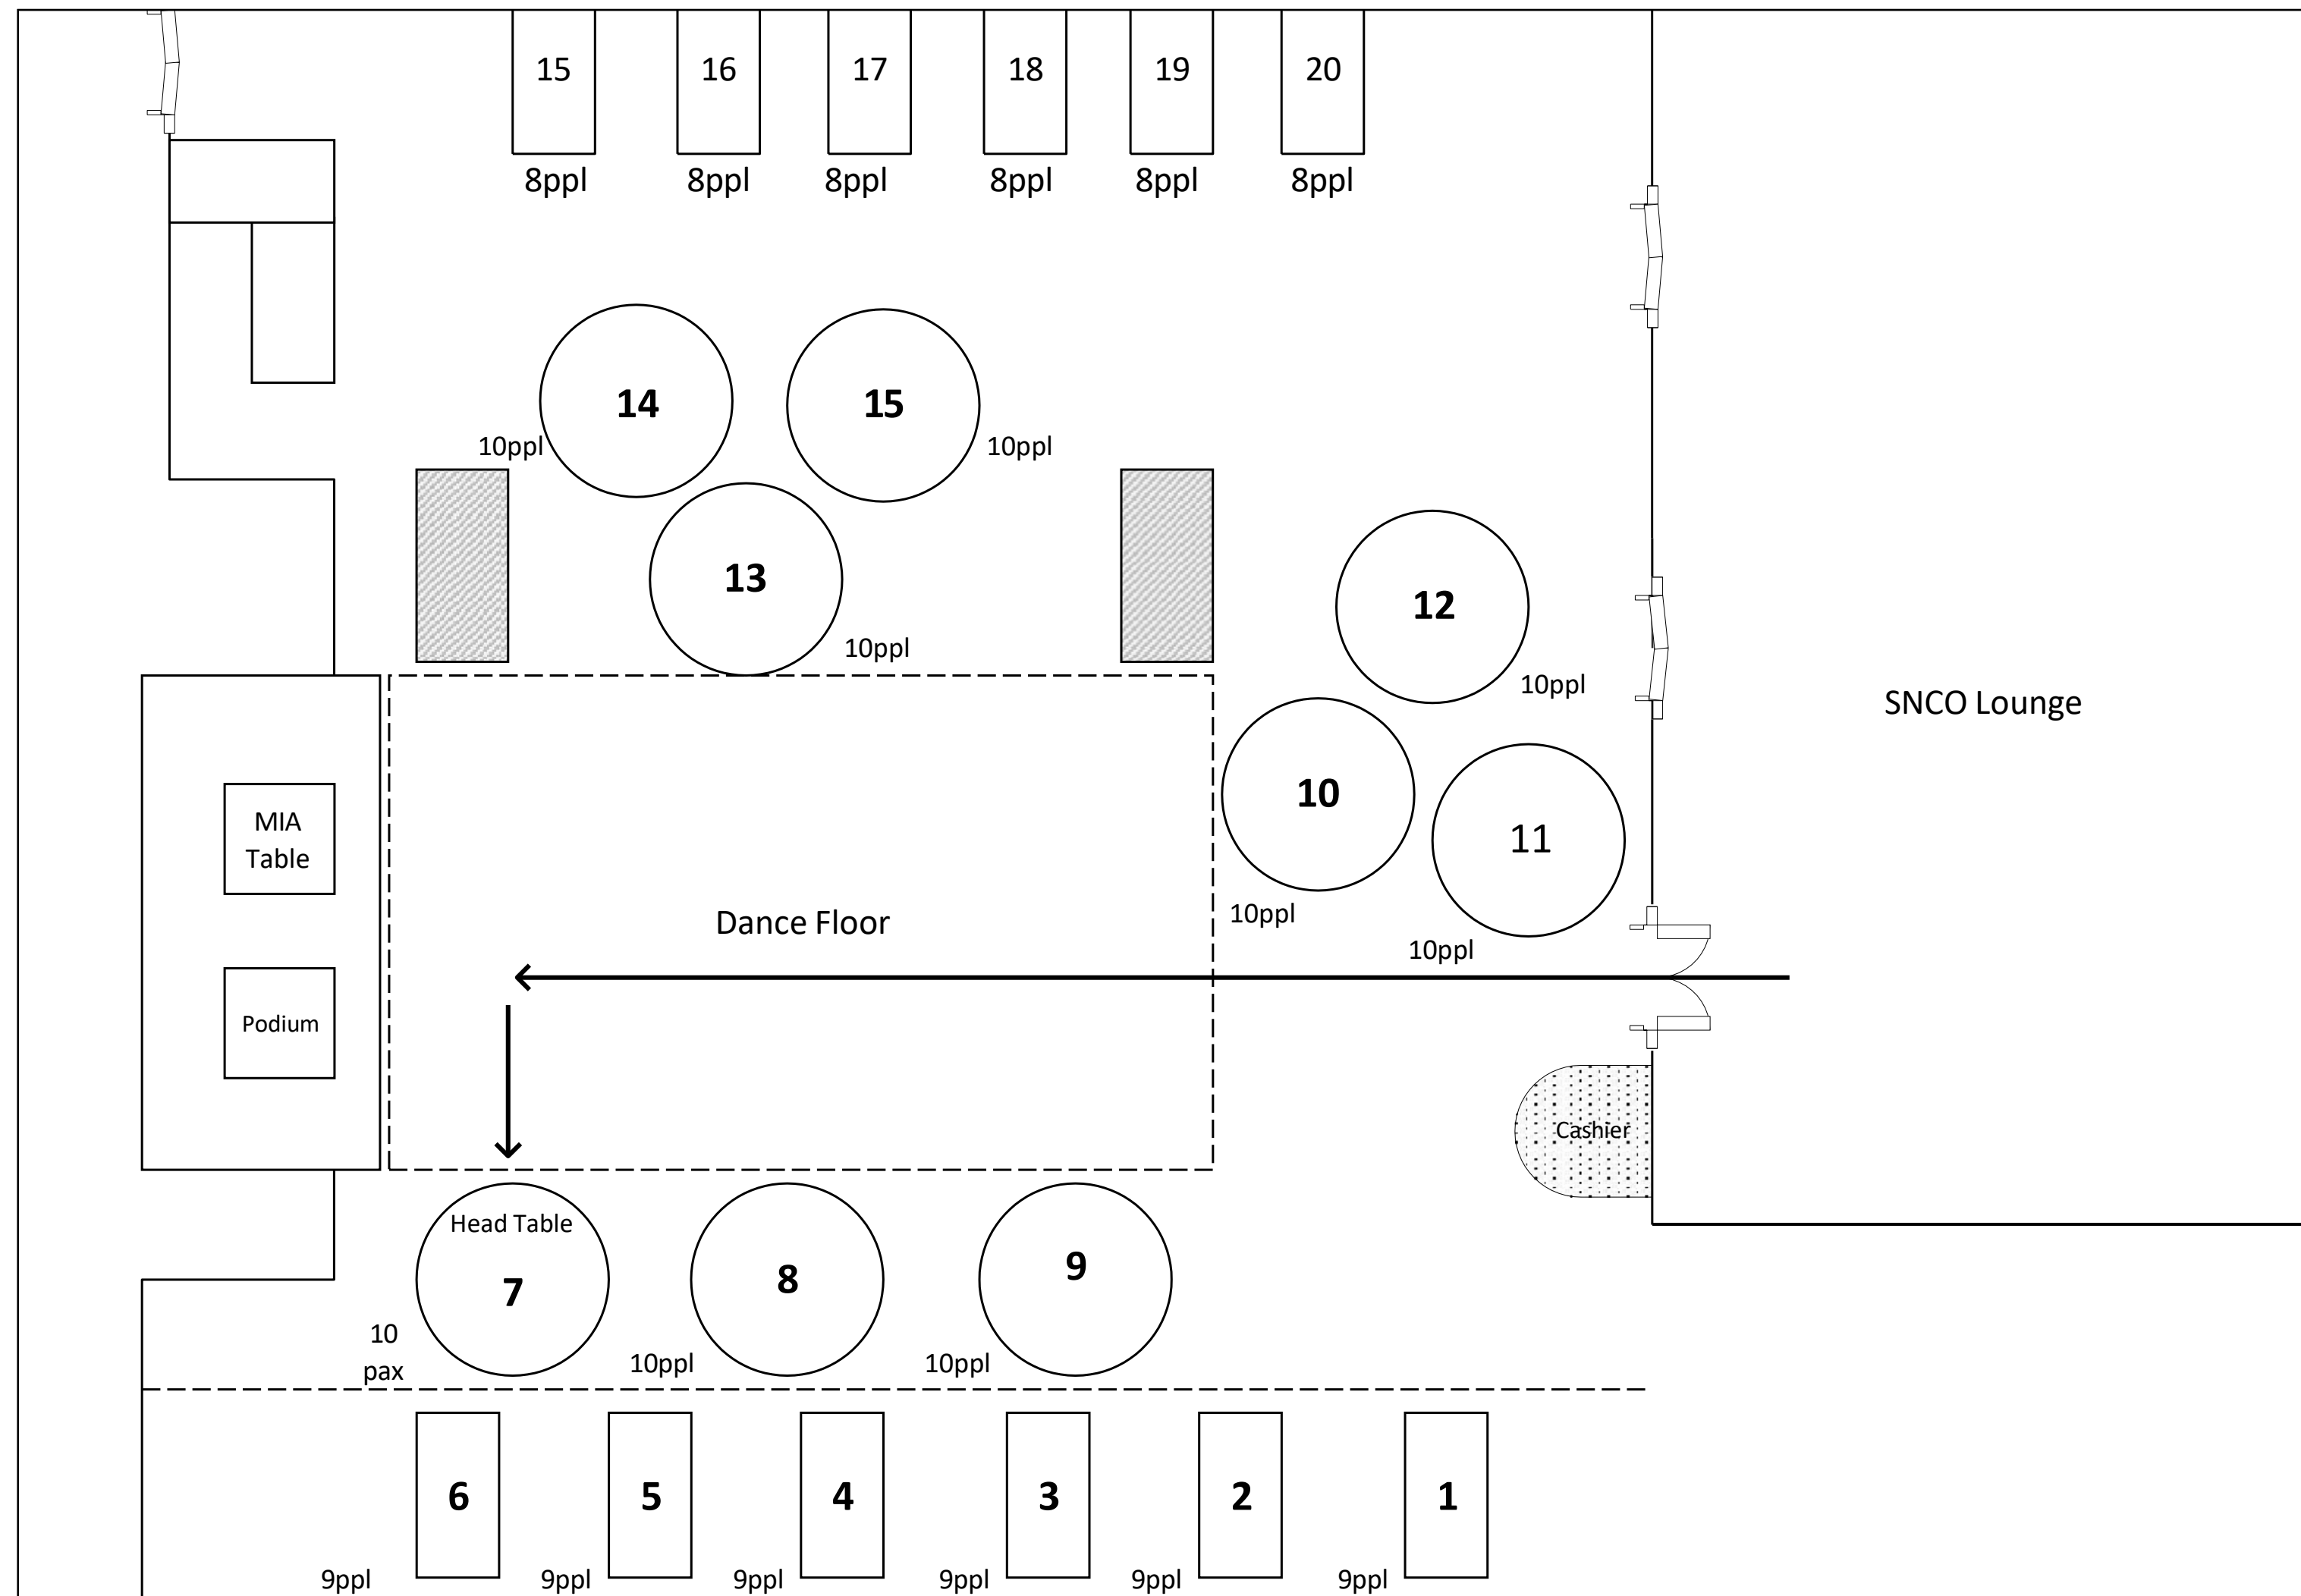 15 16 17 18 19 20
8ppl 8ppl 8ppl 8ppl 8ppl 8ppl
14 15
10ppl 10ppl
13
12
10ppl
10ppl
SNCO Lounge
10
11
MIA
Table
Dance Floor
10ppl
10ppl
Podium
Cashier
Head Table
7
8
9
10
pax
10ppl
10ppl
6 5 4 3 2 1
9ppl 9ppl 9ppl 9ppl 9ppl 9ppl